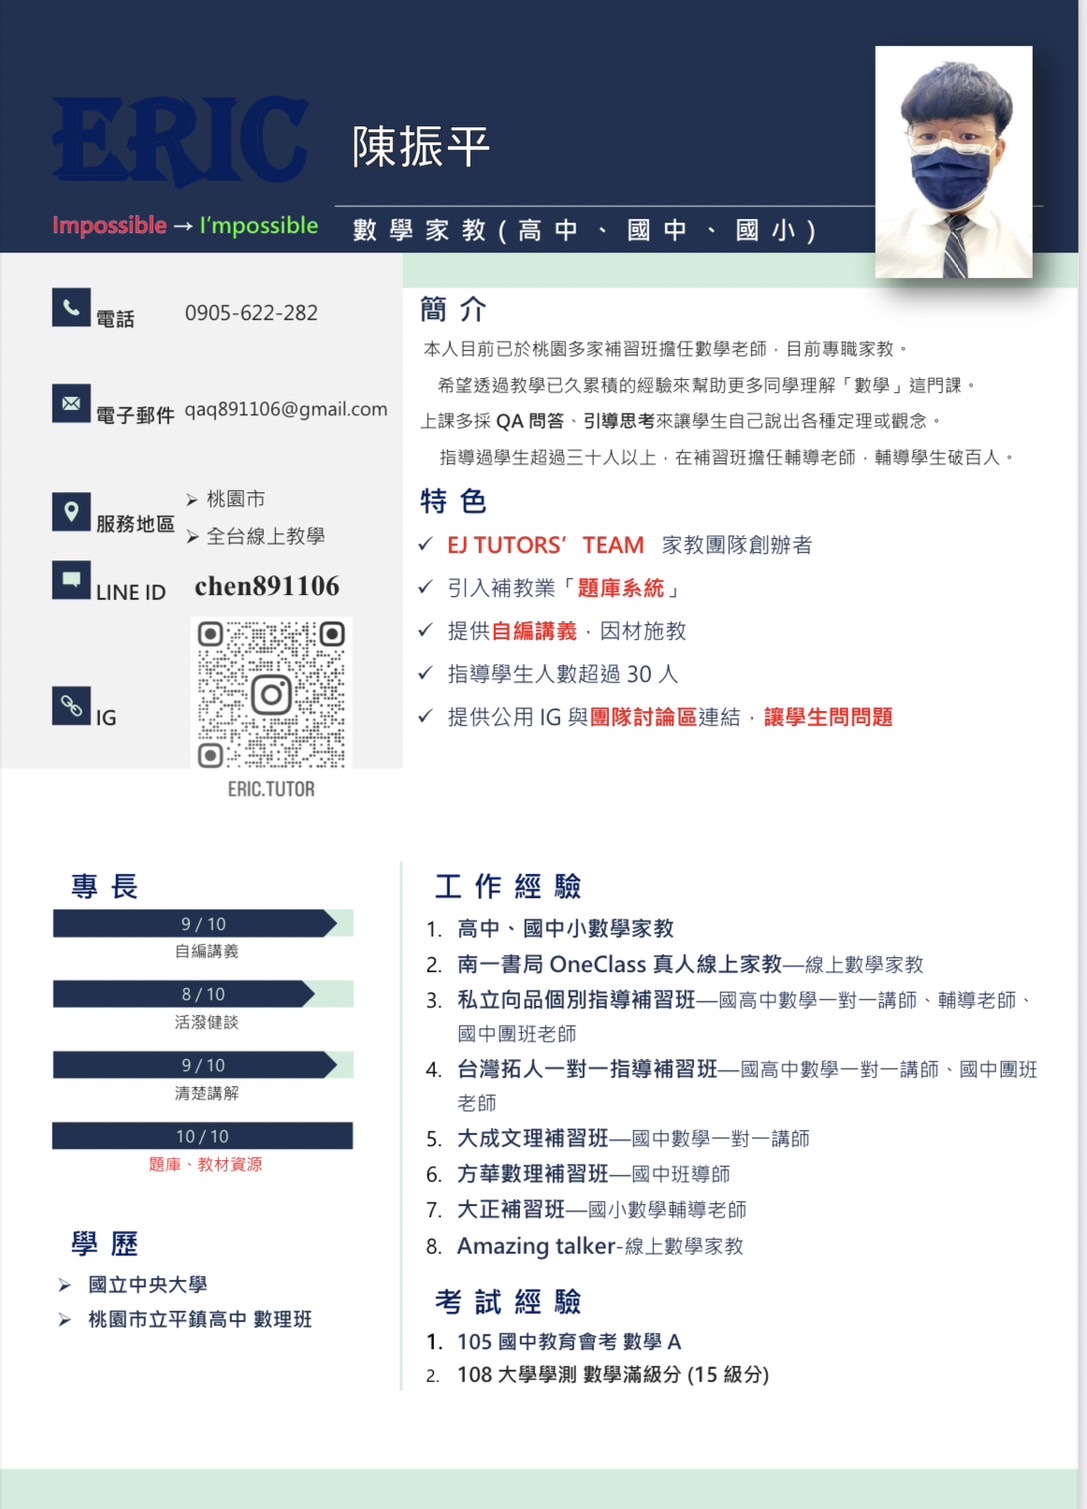 ERIC
陳振平
Impossible → I'mpossible
數學家教(高中、國中、國小)
電話 0905-622-282
電子郵件 qaq891106@gmail.com
服務地區
➢ 桃園市
➢ 全台線上教學
LINE ID chen891106
IG
ERIC.TUTOR
簡介
本人目前已於桃園多家補習班擔任數學老師，目前專職家教。
希望透過教學已久累積的經驗來幫助更多同學理解「數學」這門課。
上課多採 QA 問答、引導思考來讓學生自己說出各種定理或觀念。
指導過學生超過三十人以上，在補習班擔任輔導老師，輔導學生破百人。
特色
✓ EJ TUTORS’ TEAM 家教團隊創辦者
✓ 引入補教業「題庫系統」
✓ 提供自編講義，因材施教
✓ 指導學生人數超過 30 人
✓ 提供公用 IG 與團隊討論區連結，讓學生問問題
專長
9 / 10
自編講義
8 / 10
活潑健談
9 / 10
清楚講解
10 / 10
題庫、教材資源
學歷
➢ 國立中央大學
➢ 桃園市立平鎮高中 數理班
工作經驗
1. 高中、國中小數學家教
2. 南一書局 OneClass 真人線上家教—線上數學家教
3. 私立向品個別指導補習班—國高中數學一對一講師、輔導老師、
國中團班老師
4. 台灣拓人一對一指導補習班—國高中數學一對一講師、國中團班
老師
5. 大成文理補習班—國中數學一對一講師
6. 方華數理補習班—國中班導師
7. 大正補習班—國小數學輔導老師
8. Amazing talker-線上數學家教
考試經驗
1. 105 國中教育會考 數學 A
2. 108 大學學測 數學滿級分 (15 級分)